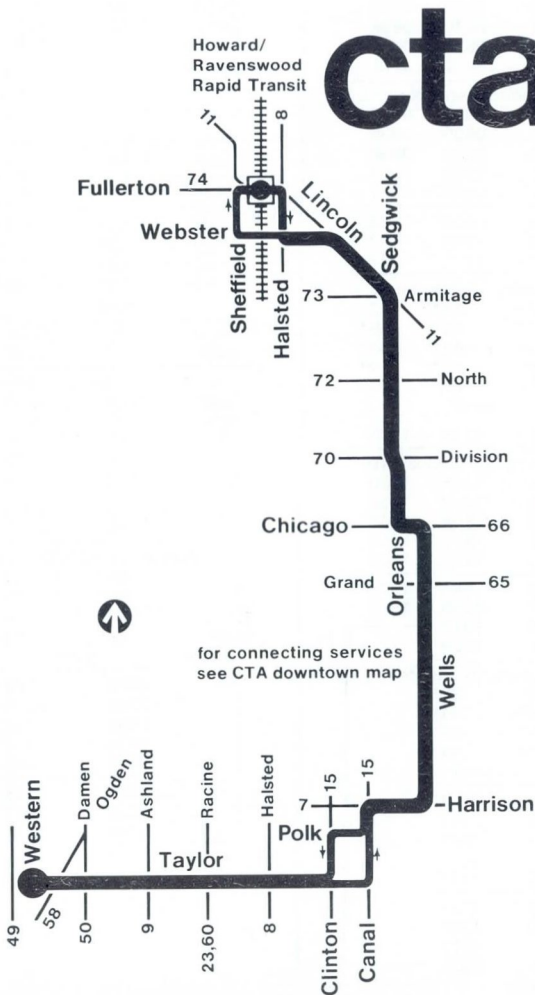 cta
Howard/
Ravenswood
Rapid Transit
11
8
Fullerton
74
Lincoln
Sedgwick
Webster
Sheffield
Halsted
73
Armitage
11
72
North
70
Division
Chicago
66
Orleans
Grand
65
for connecting services
see CTA downtown map
Wells
Western
Damen
Ogden
Ashland
Racine
Halsted
15
15
7
Harrison
Polk
Taylor
49
58
50
9
23,60
8
Clinton
Canal